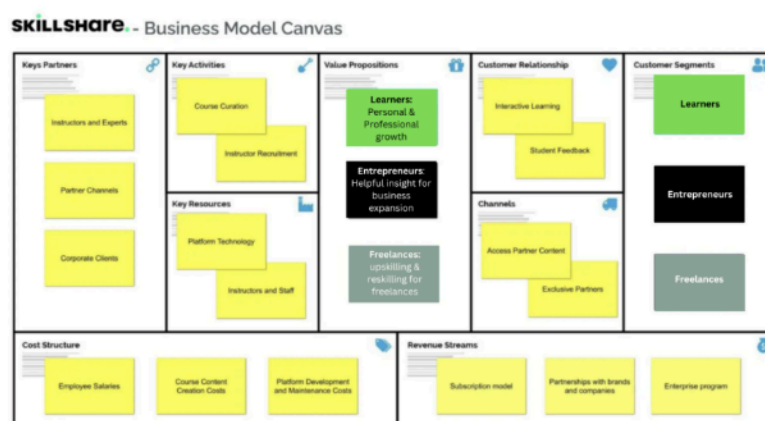 SKILLSHARE. - Business Model Canvas
Keys Partners
Instructors and Experts
Partner Channels
Corporate Clients
Key Activities
Course Curation
Instructor Recruitment
Key Resources
Platform Technology
Instructors and Staff
Value Propositions
Learners:
Personal &
Professional
growth
Entrepreneurs:
Helpful insight for
business
expansion
Freelances:
upskilling &
reskilling for
freelances
Customer Relationship
Interactive Learning
Student Feedback
Channels
Access Partner Content
Exclusive Partners
Customer Segments
Learners
Entrepreneurs
Freelances
Cost Structure
Employee Salaries
Course Content
Creation Costs
Platform Development
and Maintenance Costs
Revenue Streams
Subscription model
Partnerships with brands
and companies
Enterprise program